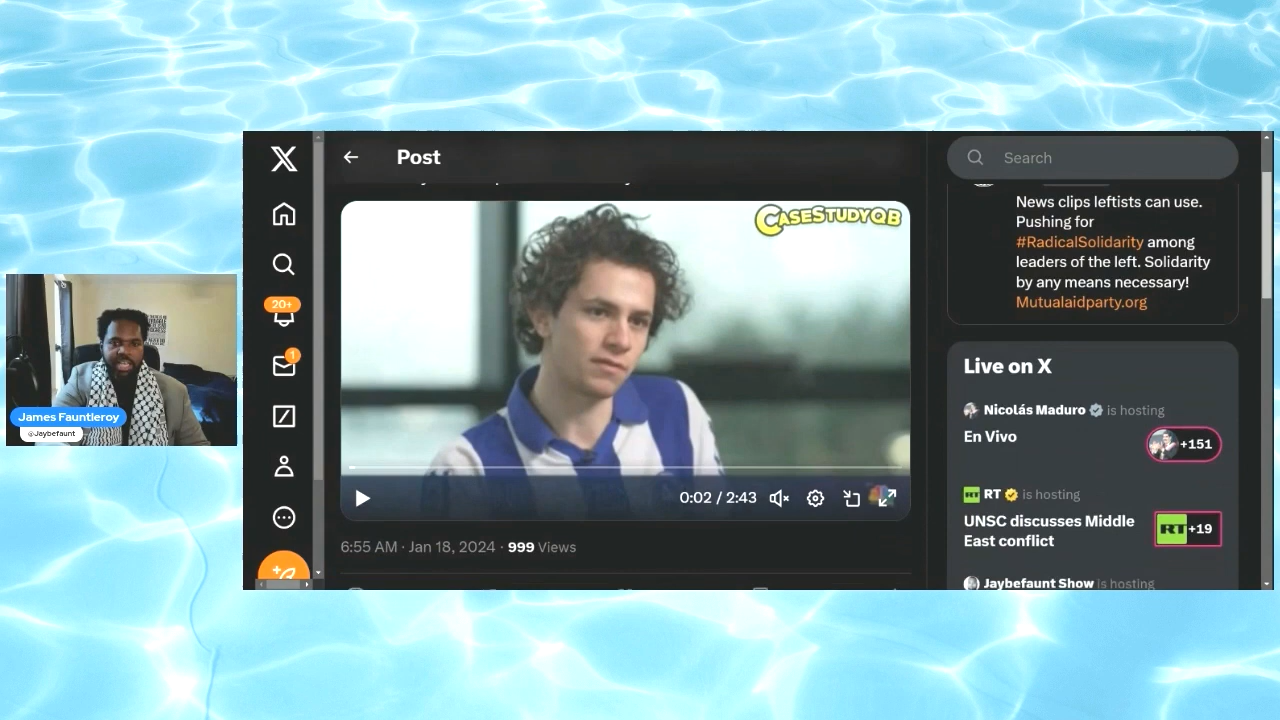 Post
Search
CASESTUDYQB
20+
1
News clips leftists can use.
Pushing for
#RadicalSolidarity among
leaders of the left. Solidarity
by any means necessary!
Mutualaidparty.org
Live on X
Nicolás Maduro is hosting
En Vivo
+151
RT RT is hosting
UNSC discusses Middle
East conflict
RT +19
Jaybefaunt Show is hosting
James Fauntleroy
@Jaybefaunt
0:02 / 2:43
6:55 AM · Jan 18, 2024 · 999 Views